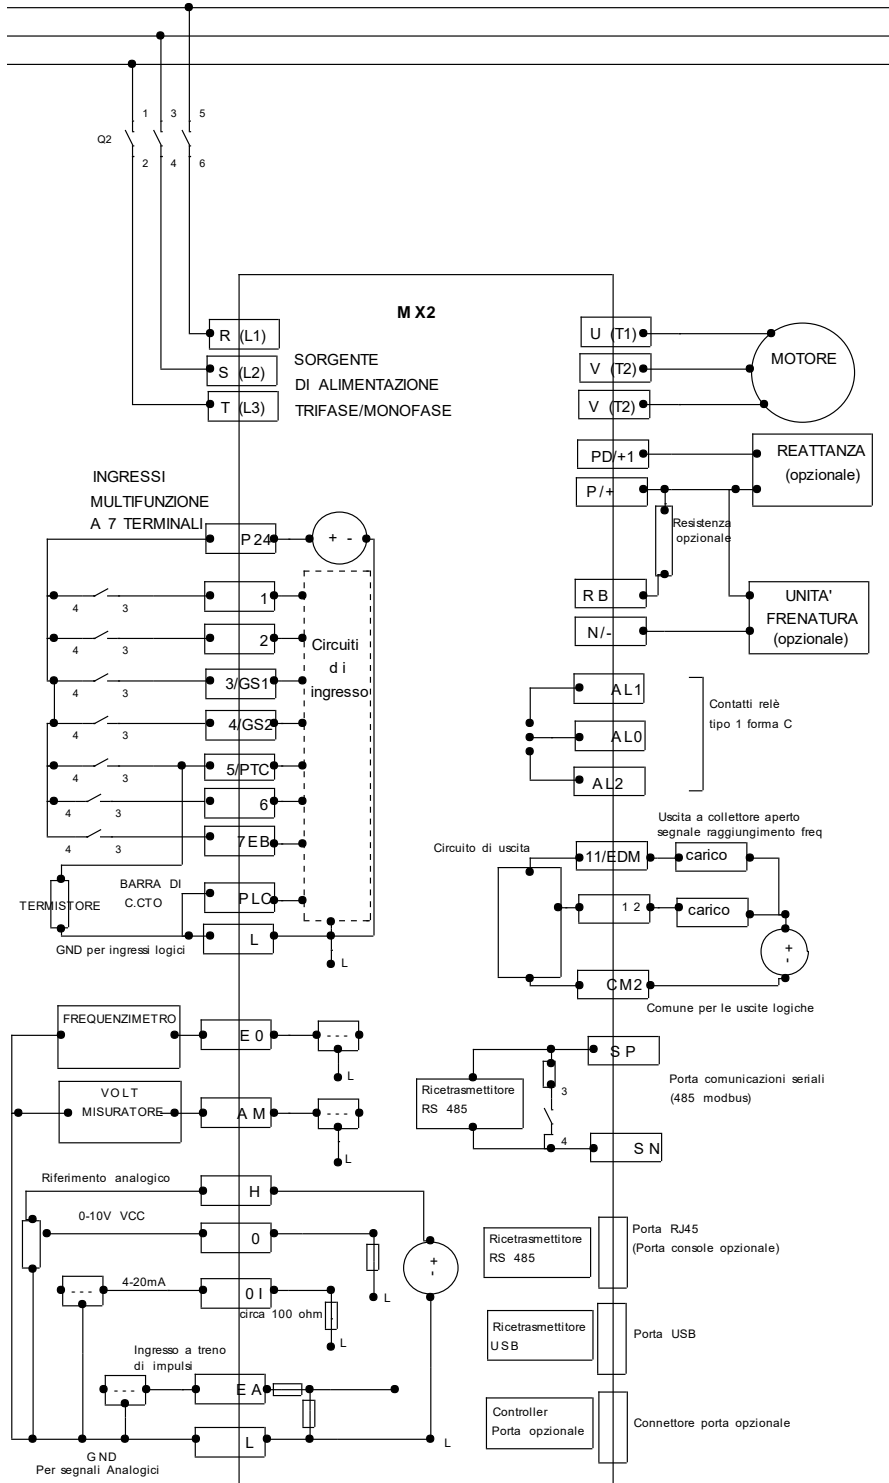 1
3
5
Q2
2
4
6
MX2
R (L1)
S (L2)
T (L3)
SORGENTE
DI ALIMENTAZIONE
TRIFASE/MONOFASE
U (T1)
V (T2)
V (T2)
MOTORE
PD/+1
P/+
REATTANZA
(opzionale)
Resistenza
opzionale
RB
N/-
UNITA'
FRENATURA
(opzionale)
INGRESSI
MULTIFUNZIONE
A 7 TERMINALI
P24
+ -
4 3
1
4 3
2
4 3
3/GS1
4 3
4/GS2
4 3
5/PTC
4 3
6
4 3
7EB
Circuiti
di
ingresso
PLC
L
BARRA DI
C.CTO
TERMISTORE
GND per ingressi logici
L
AL1
AL0
AL2
Contatti relè
tipo 1 forma C
Uscita a collettore aperto
segnale raggiungimento freq
Circuito di uscita
11/EDM
carico
12
carico
+
-
CM2
Comune per le uscite logiche
FREQUENZIMETRO
E0
---
L
VOLT
MISURATORE
AM
---
L
SP
Ricetrasmettitore
RS 485
3
4
SN
Porta comunicazioni seriali
(485 modbus)
Riferimento analogico
H
0-10V VCC
0
L
+
-
4-20mA
---
0I
circa 100 ohm
L
Ingresso a treno
di impulsi
---
EA
L
L
GND
Per segnali Analogici
Ricetrasmettitore
RS 485
Porta RJ45
(Porta console opzionale)
Ricetrasmettitore
USB
Porta USB
Controller
Porta opzionale
Connettore porta opzionale